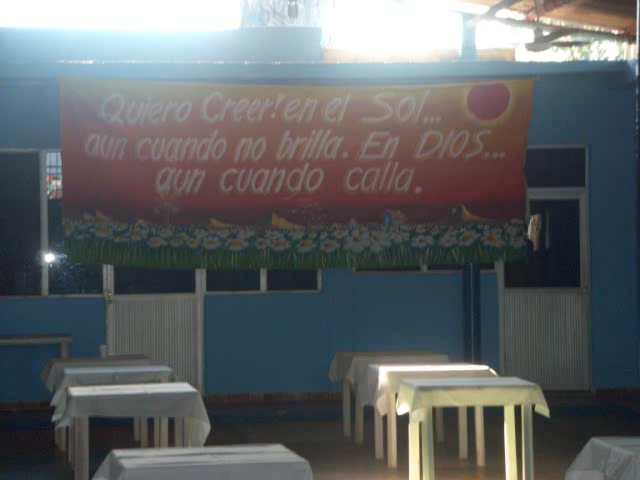 Quiero Creer! en el Sol...
aun cuando no brilla. En DIOS...
aun cuando calla.